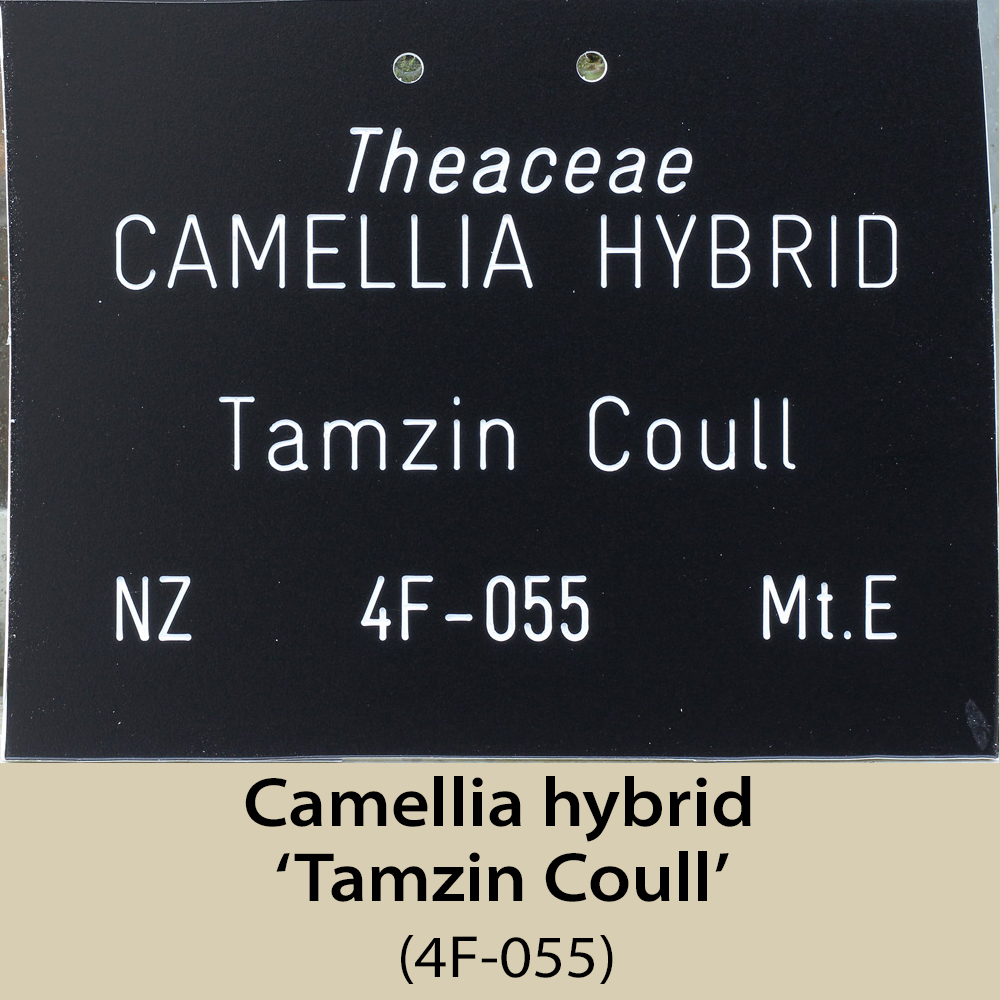 Theaceae
CAMELLIA HYBRID
Tamzin Coull
NZ 4F-055 Mt.E
Camellia hybrid
‘Tamzin Coull’
(4F-055)